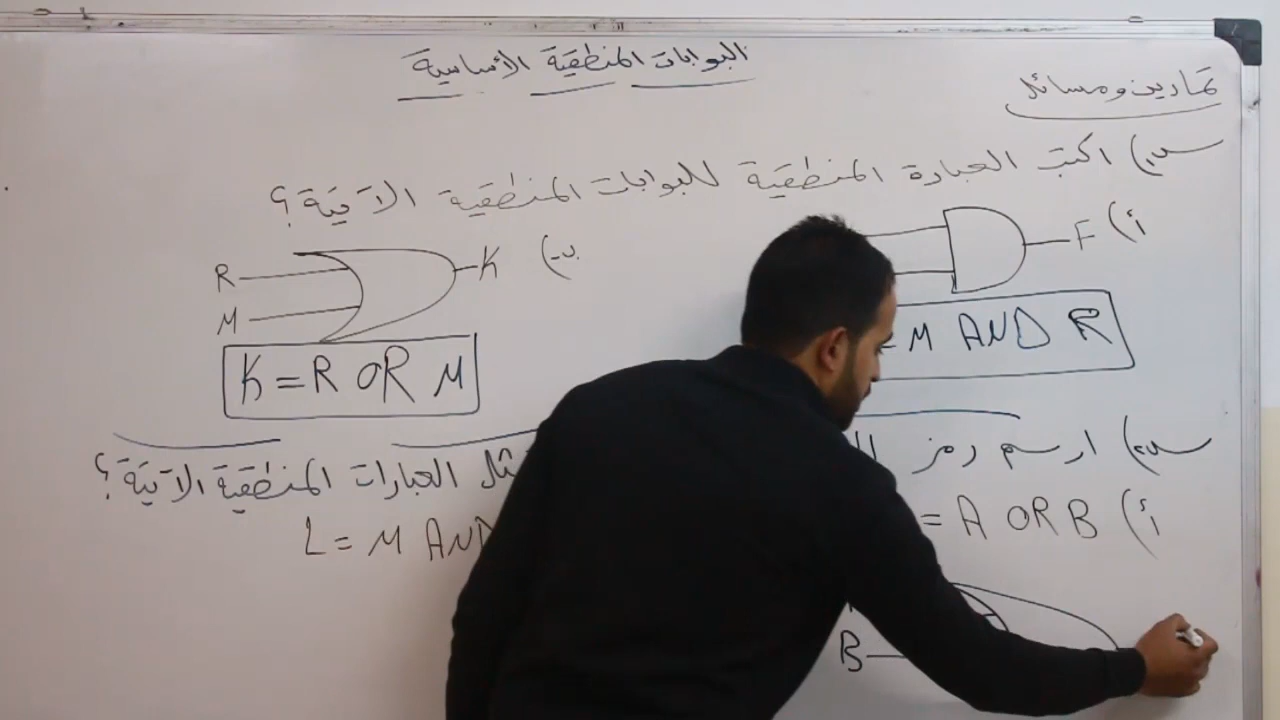 البوابات المنطقية الأساسية
تمارين ومسائل
س١) اكتب العبارة المنطقية للبوابات المنطقية الآتية؟
أ) F
ب) K
R
M
= M AND R
K = R OR M
س٢) ارسم رمز
العبارات المنطقية الآتية؟
أ) = A OR B
L = M AND
B